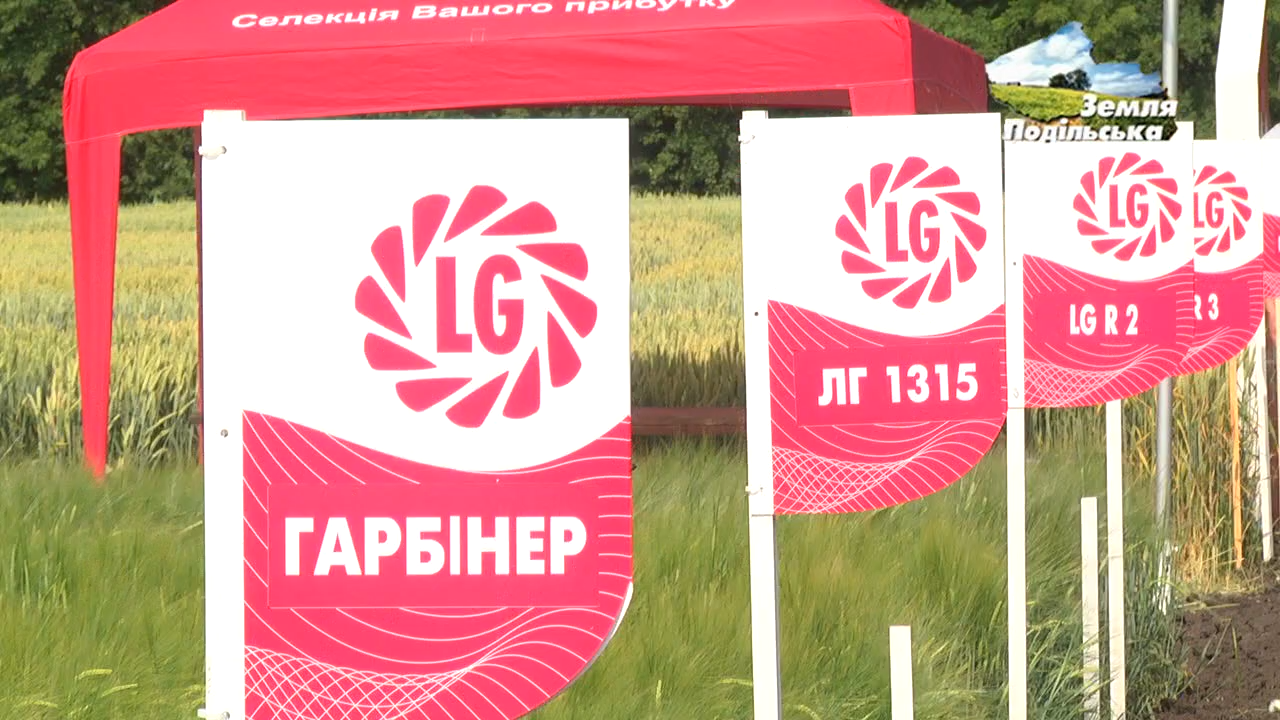 Селекція Вашого прибутку
Земля
Подільська
LG
ГАРБІНЕР
LG
ЛГ 1315
LG
LG R 2
LG
R 3